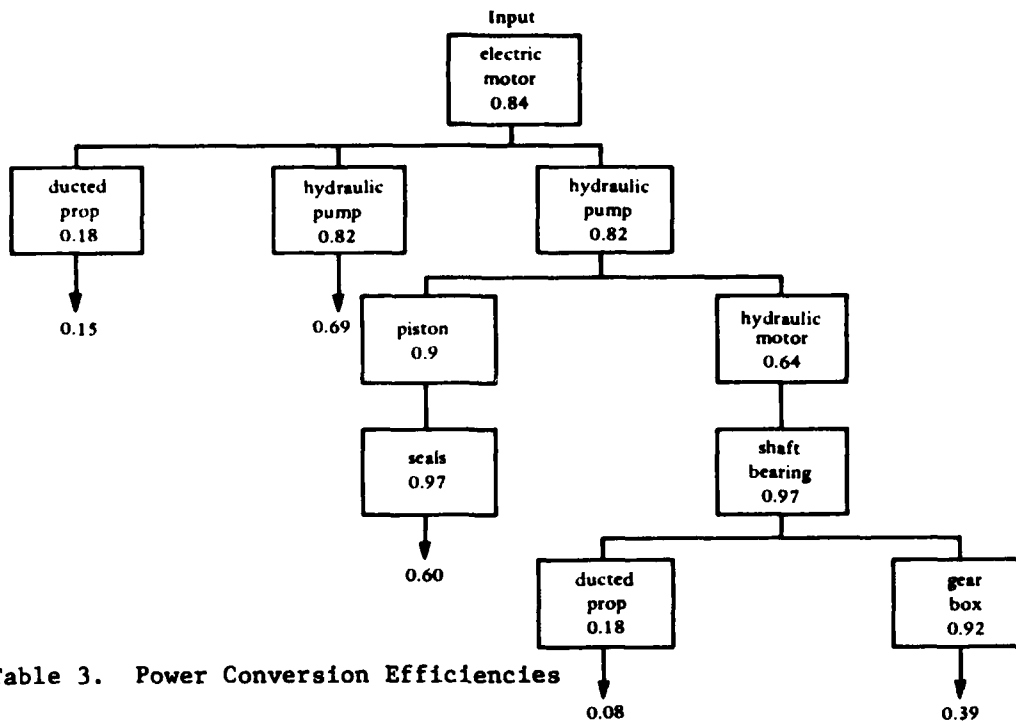 Input
electric
motor
0.84
ducted
prop
0.18
hydraulic
pump
0.82
hydraulic
pump
0.82
0.15
0.69
piston
0.9
hydraulic
motor
0.64
seals
0.97
shaft
bearing
0.97
0.60
ducted
prop
0.18
gear
box
0.92
Table 3. Power Conversion Efficiencies
0.08
0.39